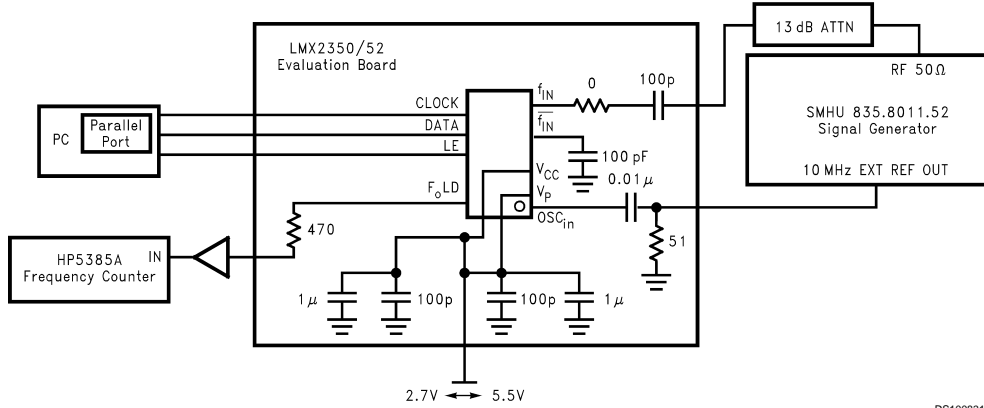 13 dB ATTN
LMX2350/52
Evaluation Board
RF 50Ω
SMHU 835.8011.52
Signal Generator
10 MHz EXT REF OUT
PC
Parallel
Port
CLOCK
DATA
LE
FoLD
fIN
fIN
VCC
VP
OSCin
0
100p
100 pF
0.01μ
51
470
HP5385A
Frequency Counter
IN
1μ
100p
100p
1μ
2.7V
5.5V